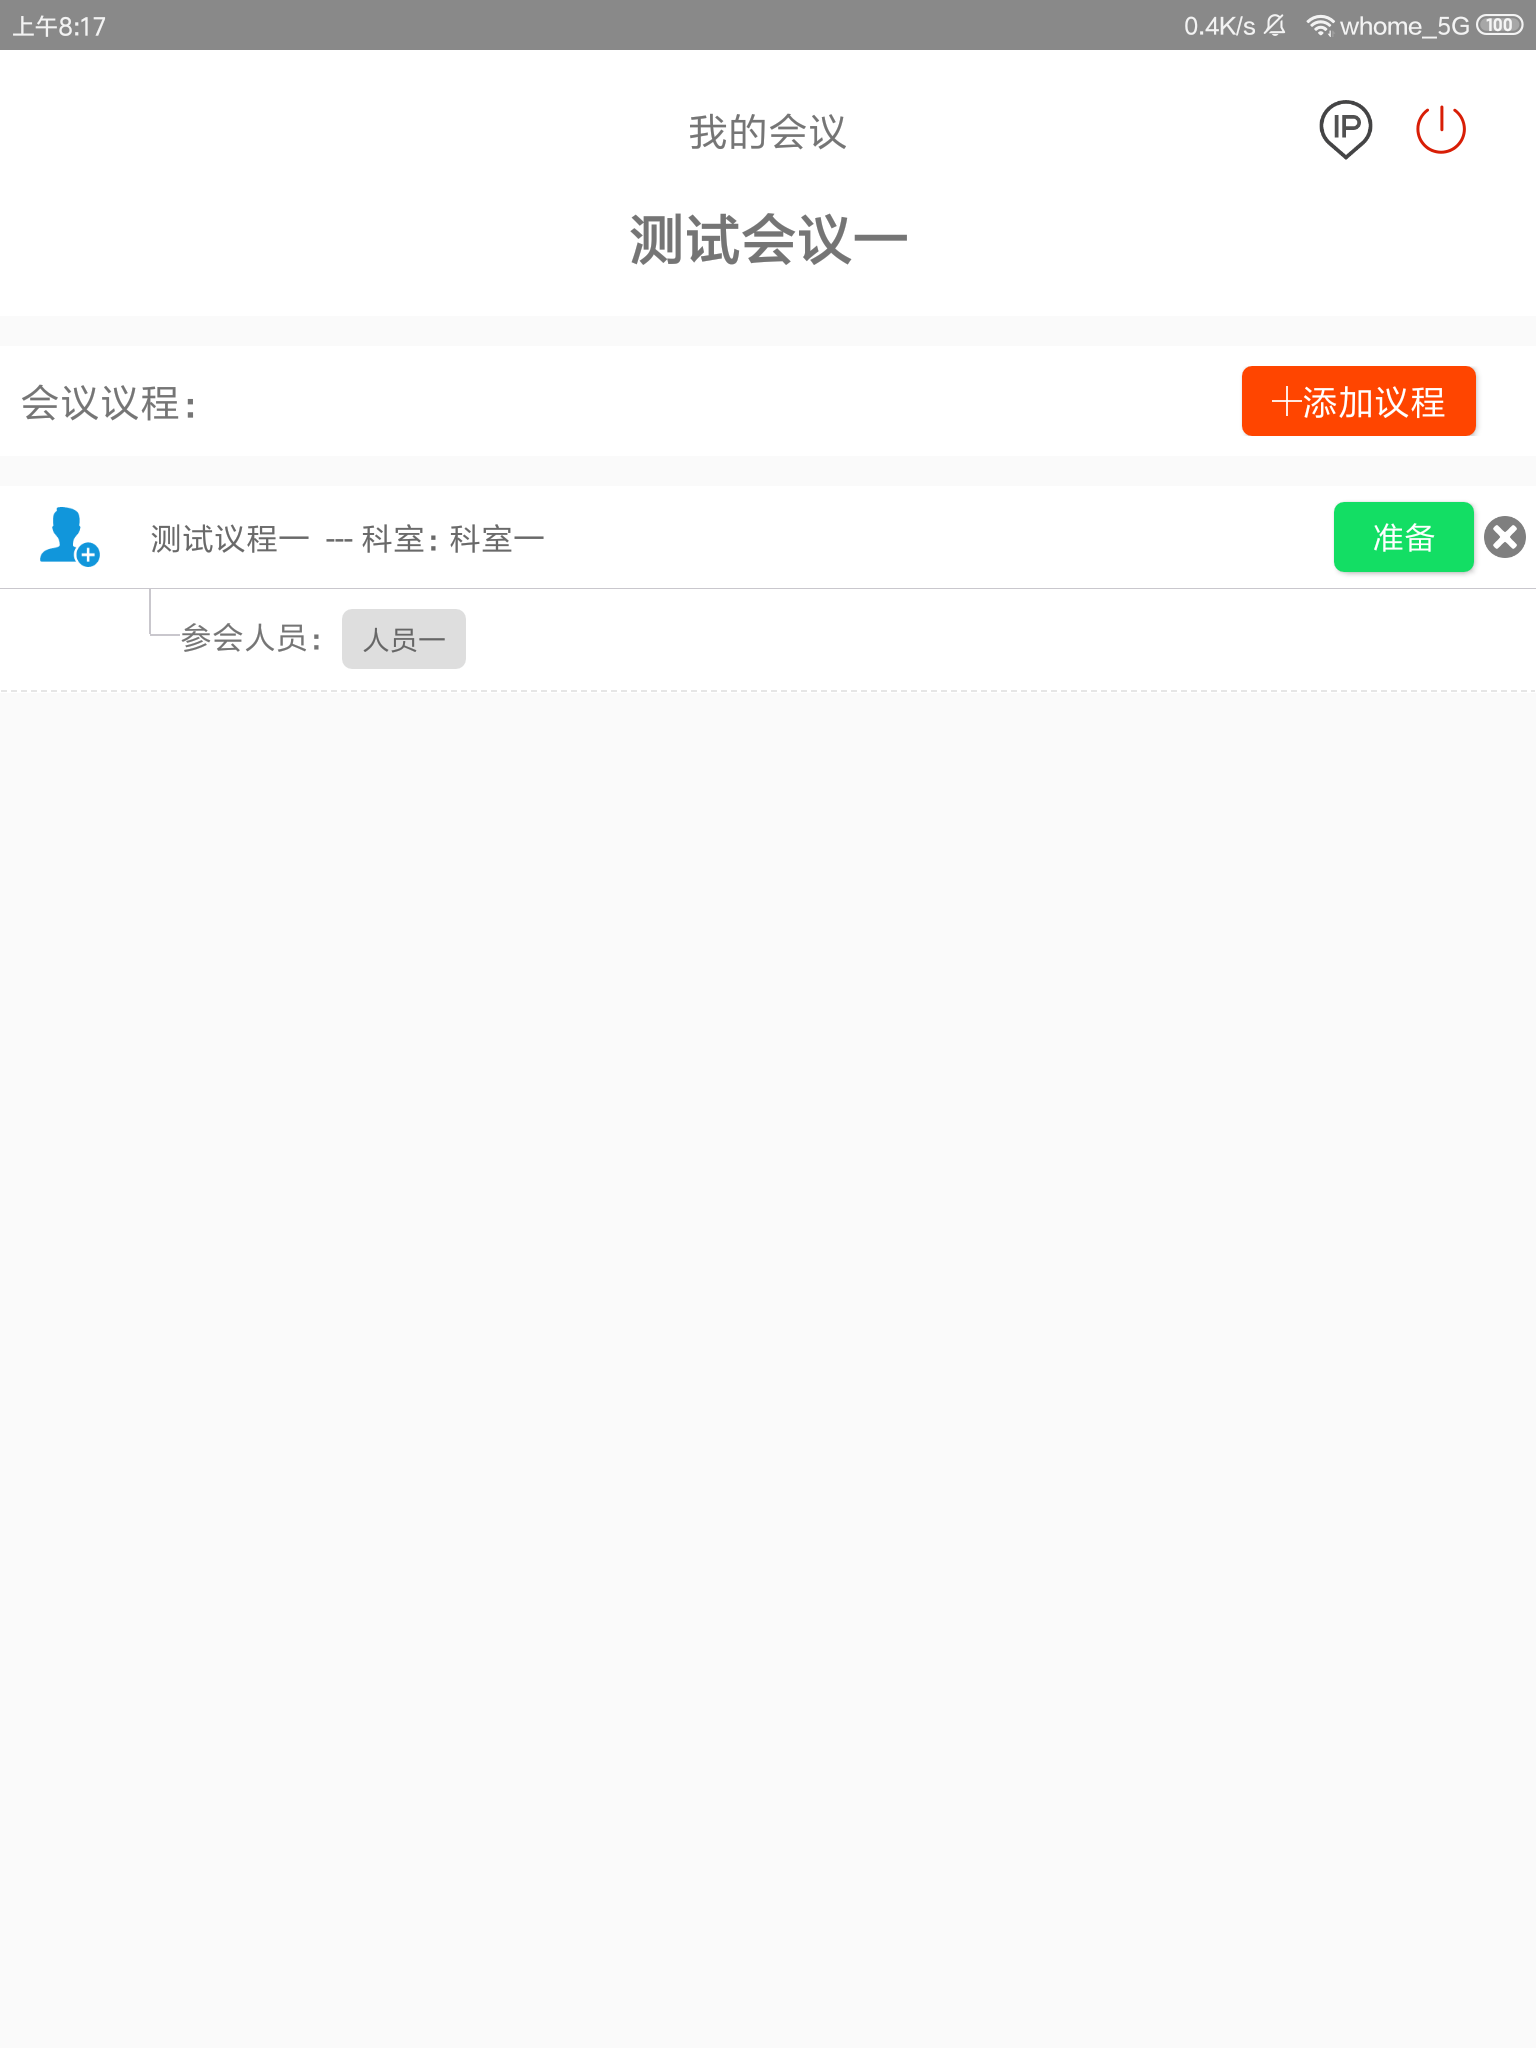 上午8:17 0.4K/s whome_5G 100
我的会议 IP
测试会议一
会议议程： 十添加议程
测试议程一 --- 科室：科室一 准备
参会人员： 人员一